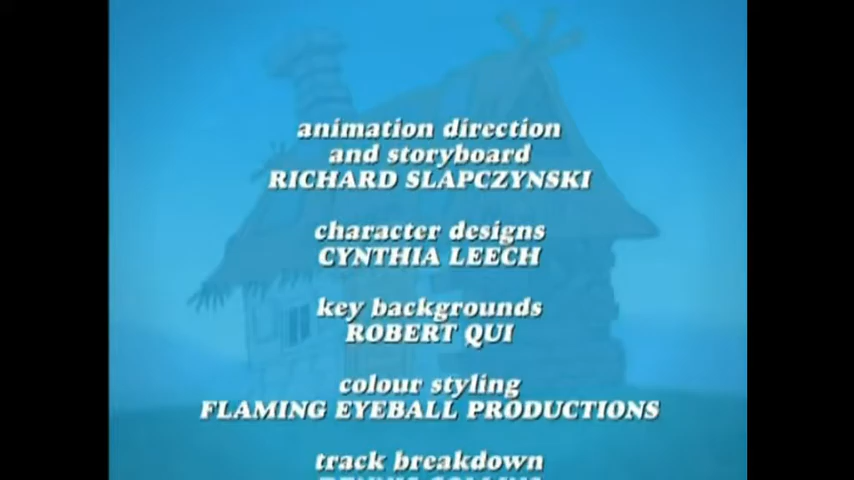 animation direction
and storyboard
RICHARD SLAPCZYNSKI
character designs
CYNTHIA LEECH
key backgrounds
ROBERT QUI
colour styling
FLAMING EYEBALL PRODUCTIONS
track breakdown